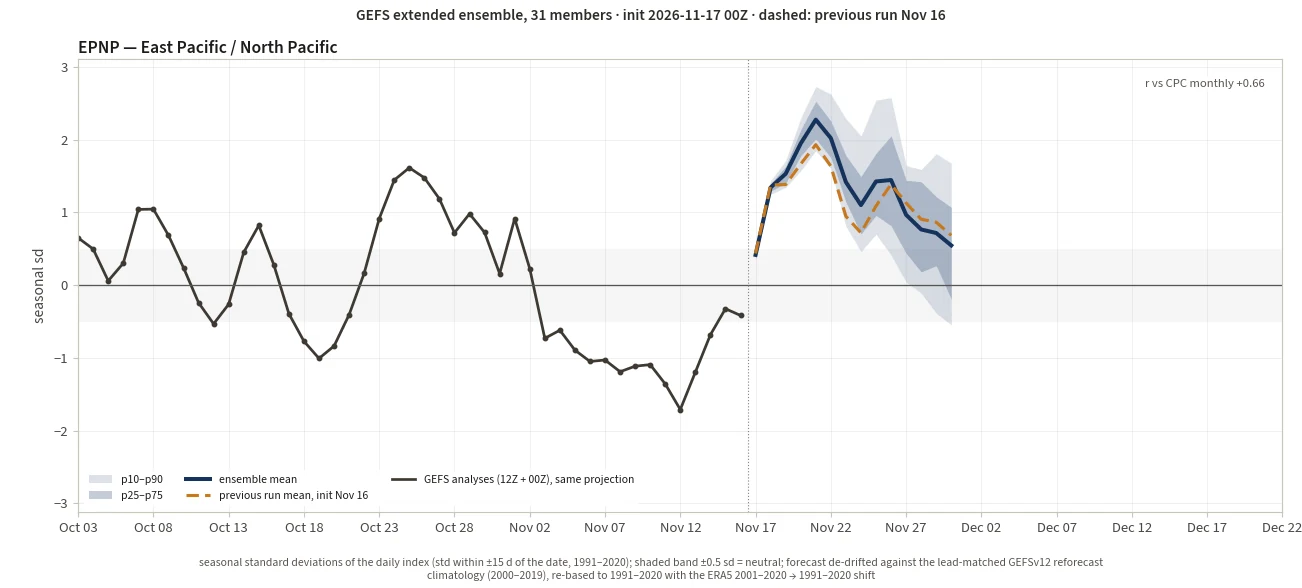 GEFS extended ensemble, 31 members · init 2026-11-17 00Z · dashed: previous run Nov 16
EPNP — East Pacific / North Pacific
r vs CPC monthly +0.66
seasonal sd
3
2
1
0
−1
−2
−3
p10–p90
p25–p75
ensemble mean
previous run mean, init Nov 16
GEFS analyses (12Z + 00Z), same projection
Oct 03 Oct 08 Oct 13 Oct 18 Oct 23 Oct 28 Nov 02 Nov 07 Nov 12 Nov 17 Nov 22 Nov 27 Dec 02 Dec 07 Dec 12 Dec 17 Dec 22
seasonal standard deviations of the daily index (std within ±15 d of the date, 1991–2020); shaded band ±0.5 sd = neutral; forecast de-drifted against the lead-matched GEFSv12 reforecast
climatology (2000–2019), re-based to 1991–2020 with the ERA5 2001–2020 → 1991–2020 shift